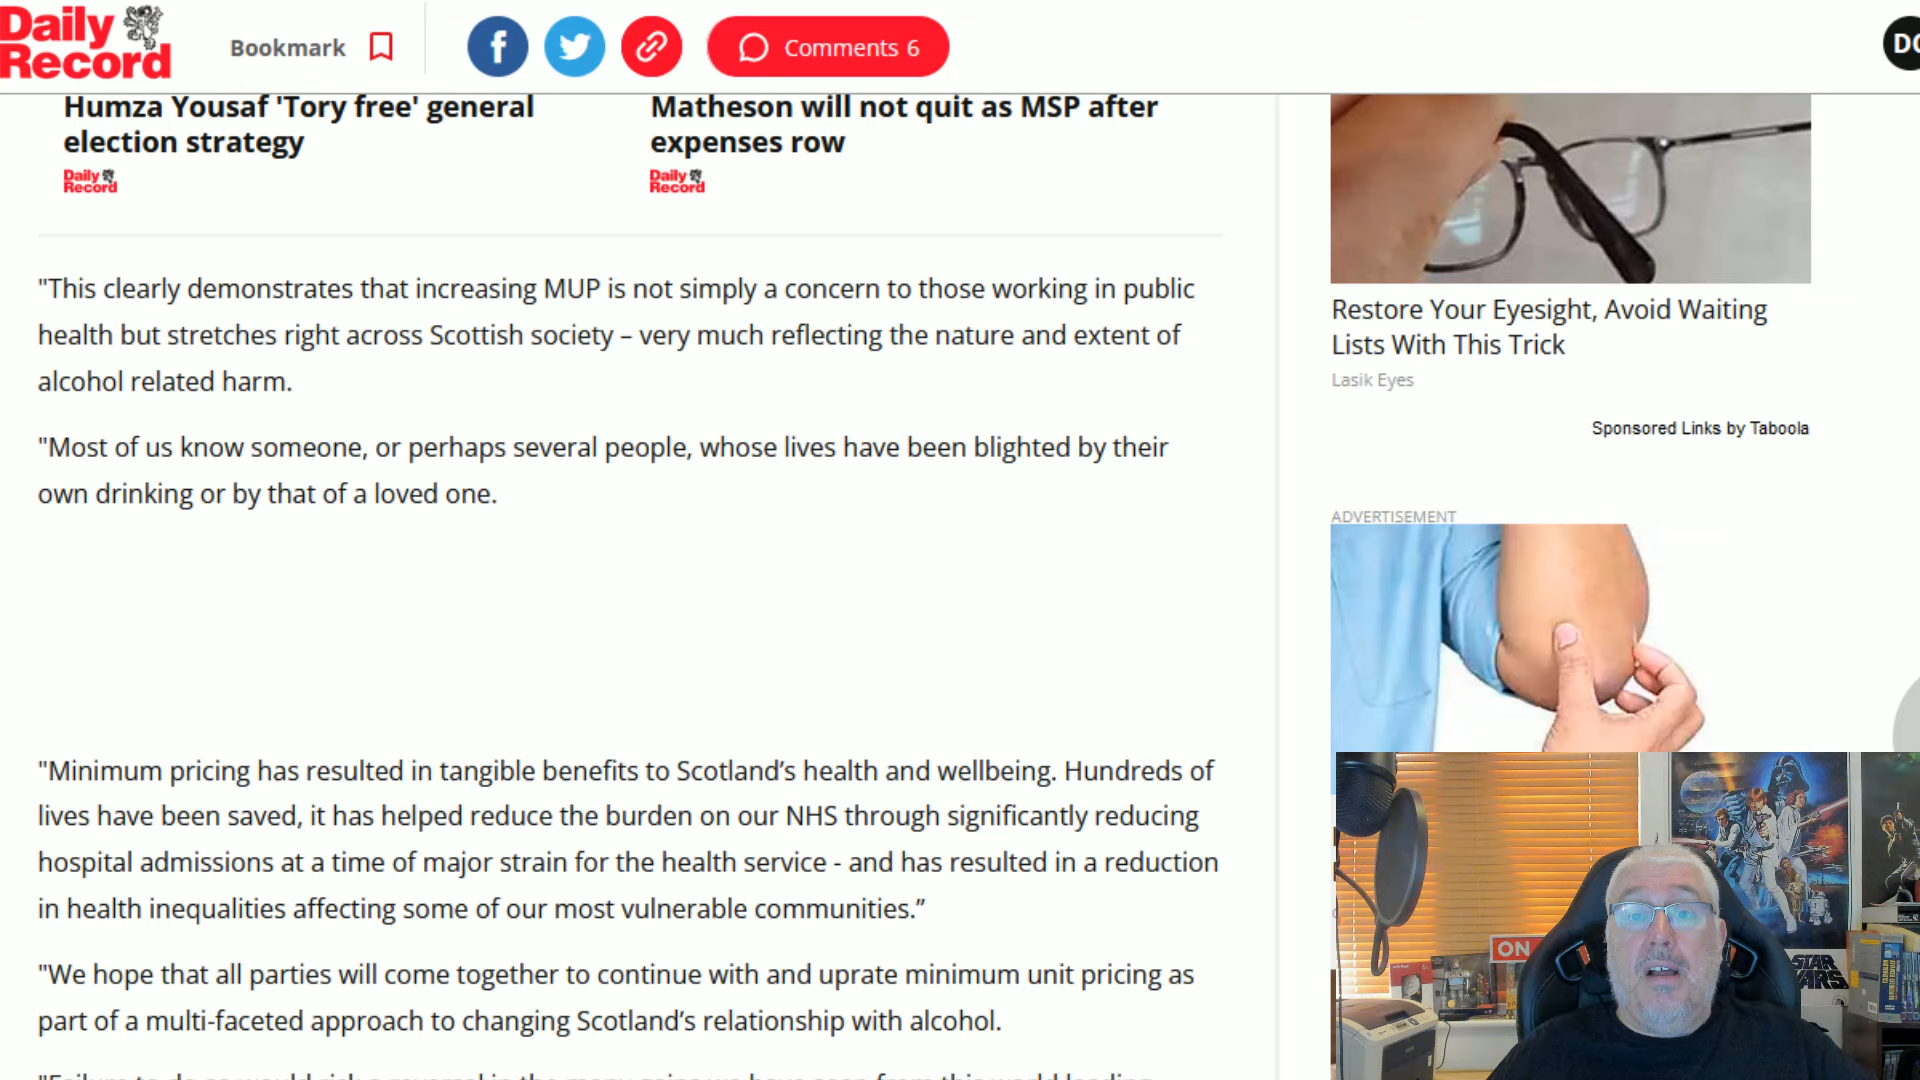 Daily
Record
Bookmark
Comments 6
DO
Humza Yousaf 'Tory free' general
election strategy
Daily
Record
Matheson will not quit as MSP after
expenses row
Daily
Record
"This clearly demonstrates that increasing MUP is not simply a concern to those working in public
health but stretches right across Scottish society – very much reflecting the nature and extent of
alcohol related harm.
"Most of us know someone, or perhaps several people, whose lives have been blighted by their
own drinking or by that of a loved one.
"Minimum pricing has resulted in tangible benefits to Scotland's health and wellbeing. Hundreds of
lives have been saved, it has helped reduce the burden on our NHS through significantly reducing
hospital admissions at a time of major strain for the health service - and has resulted in a reduction
in health inequalities affecting some of our most vulnerable communities.”
"We hope that all parties will come together to continue with and uprate minimum unit pricing as
part of a multi-faceted approach to changing Scotland's relationship with alcohol.
Restore Your Eyesight, Avoid Waiting
Lists With This Trick
Lasik Eyes
Sponsored Links by Taboola
ADVERTISEMENT
ON
STAR
WARS